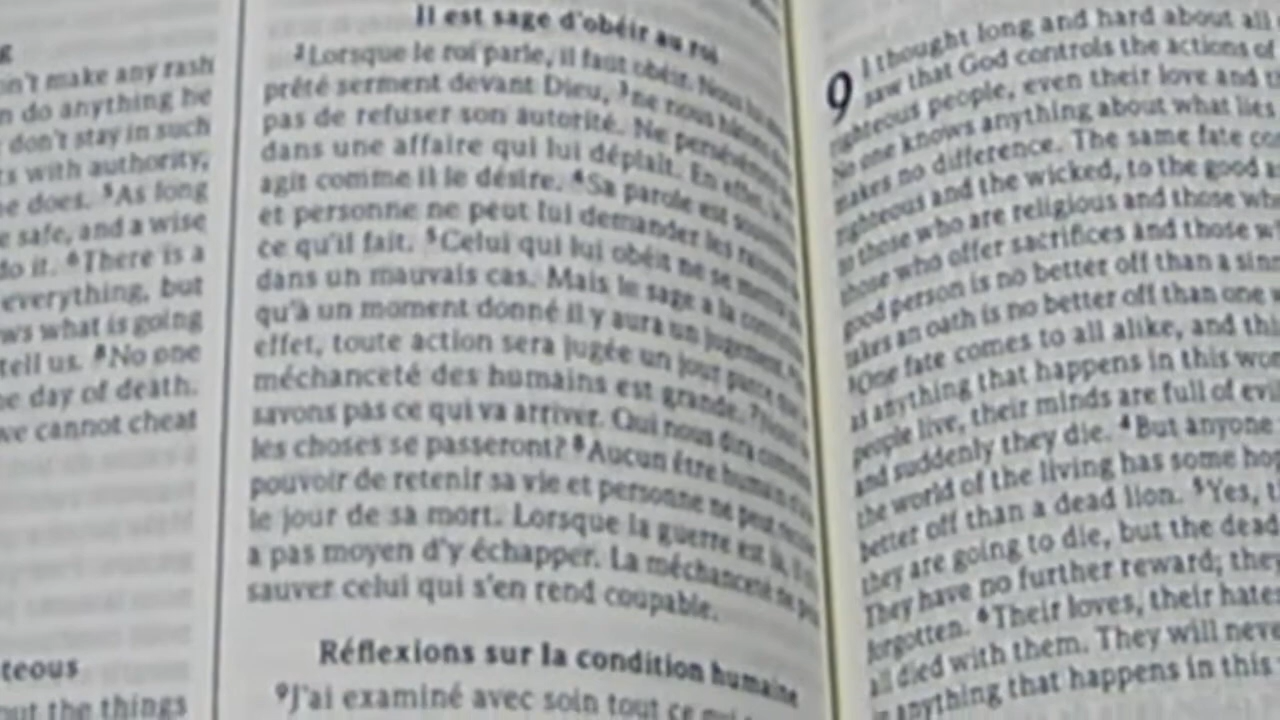 g
on't make any rash
n do anything he
don't stay in such
ts with authority,
he does. ⁵As long
e safe, and a wise
do it. ⁶There is a
everything, but
ws what is going
tell us. ⁸No one
he day of death.
we cannot cheat
teous
out the things
Il est sage d'obéir au roi
²Lorsque le roi parle, il faut obéir. Nous
prêté serment devant Dieu, ³ne nous
pas de refuser son autorité. Ne
dans une affaire qui lui déplaît. En effet,
agit comme il le désire. ⁴Sa parole est
et personne ne peut lui demander les
ce qu'il fait. ⁵Celui qui lui obéit ne se
dans un mauvais cas. Mais le sage a la
qu'à un moment donné il y aura un jugement.
effet, toute action sera jugée un jour parce
méchanceté des humains est grande.
savons pas ce qui va arriver. Qui nous dira
les choses se passeront? ⁸Aucun être humain
pouvoir de retenir sa vie et personne ne peut
le jour de sa mort. Lorsque la guerre est là,
a pas moyen d'y échapper. La méchanceté ne
sauver celui qui s'en rend coupable.
Réflexions sur la condition humaine
⁹J'ai examiné avec soin tout ce qui
9 I thought long and hard about all
saw that God controls the actions of
righteous people, even their love and
No one knows anything about what lies
makes no difference. The same fate
righteous and the wicked, to the good
to those who are religious and those who
those who offer sacrifices and those
good person is no better off than a
takes an oath is no better off than one
³One fate comes to all alike, and
as anything that happens in this
people live, their minds are full of
and suddenly they die. ⁴But anyone
the world of the living has some
better off than a dead lion. ⁵Yes,
they are going to die, but the dead
They have no further reward; they
forgotten. ⁶Their loves, their hates
all died with them. They will
in anything that happens in this